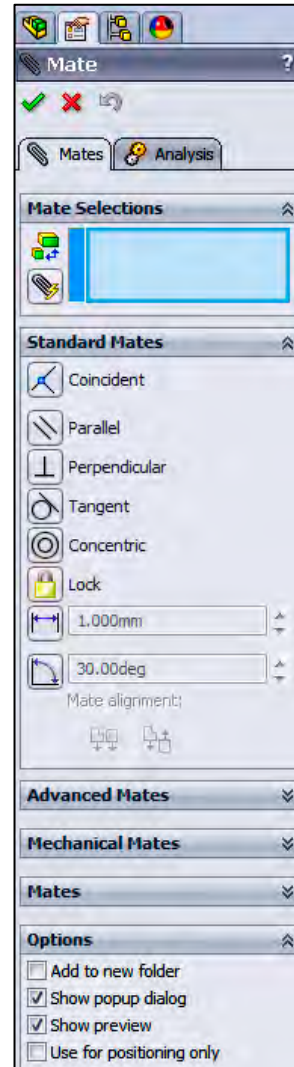 Mate ?
Mates Analysis
Mate Selections
Standard Mates
Coincident
Parallel
Perpendicular
Tangent
Concentric
Lock
1.000mm
30.00deg
Mate alignment:
Advanced Mates
Mechanical Mates
Mates
Options
Add to new folder
Show popup dialog
Show preview
Use for positioning only